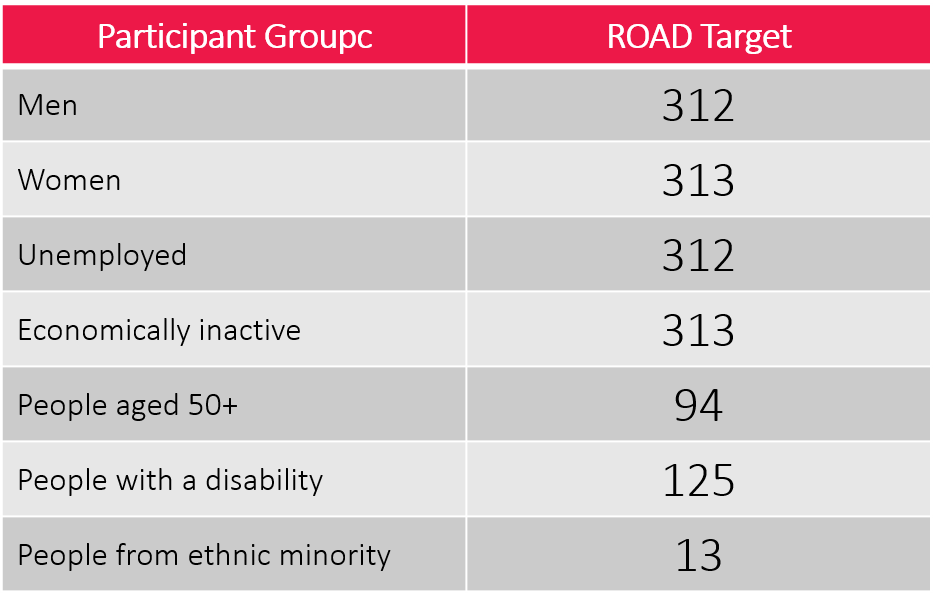 Participant Groupc ROAD Target
Men 312
Women 313
Unemployed 312
Economically inactive 313
People aged 50+ 94
People with a disability 125
People from ethnic minority 13